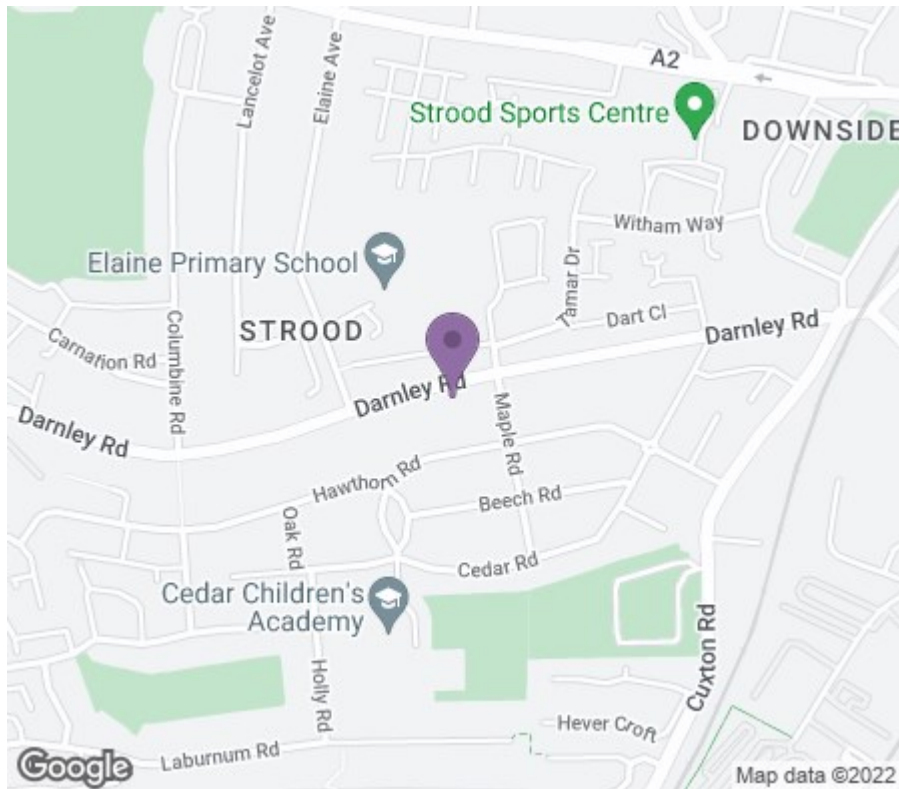 A2
Lancelot Ave
Elaine Ave
Strood Sports Centre
DOWNSIDE
Witham Way
Elaine Primary School
Tamar Dr
Dart Cl
Darnley Rd
STROOD
Carnation Rd
Columbine Rd
Darnley Rd
Darnley Rd
Maple Rd
Hawthorn Rd
Beech Rd
Oak Rd
Cedar Rd
Cedar Children's
Academy
Cuxton Rd
Holly Rd
Hever Croft
Laburnum Rd
Google
Map data ©2022